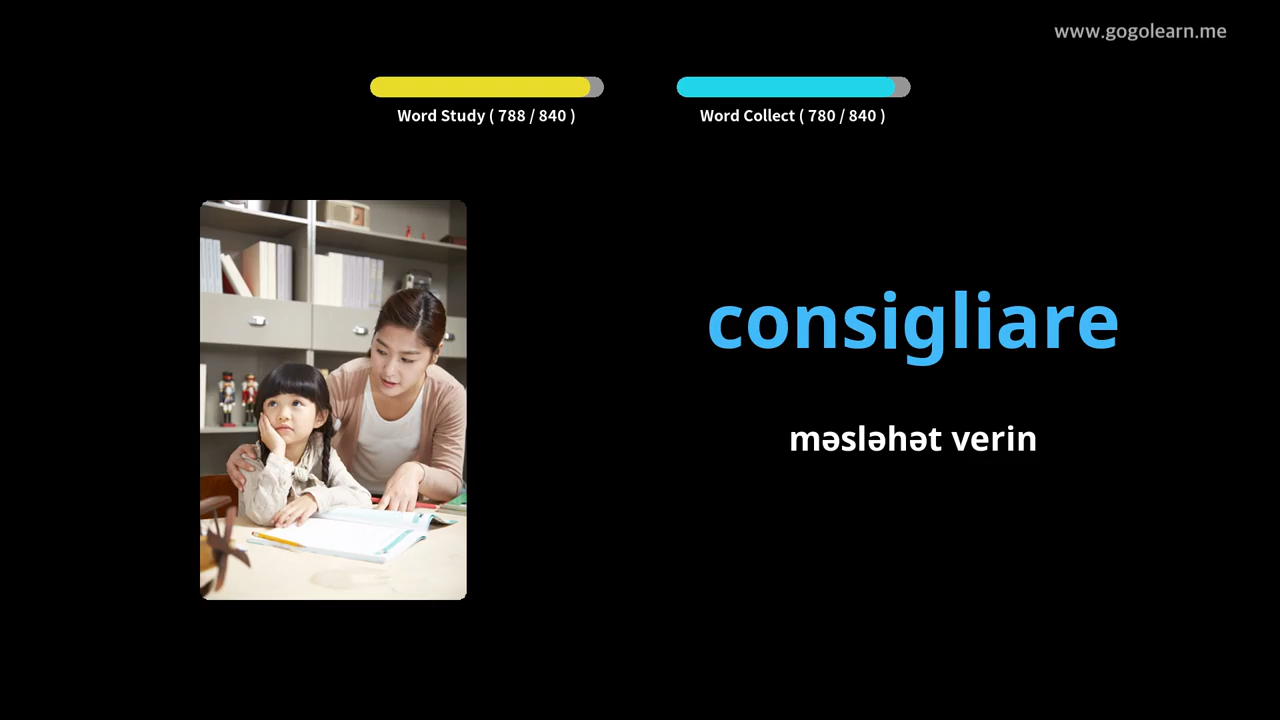 www.gogolearn.me
Word Study ( 788 / 840 )
Word Collect ( 780 / 840 )
consigliare
məsləhət verin